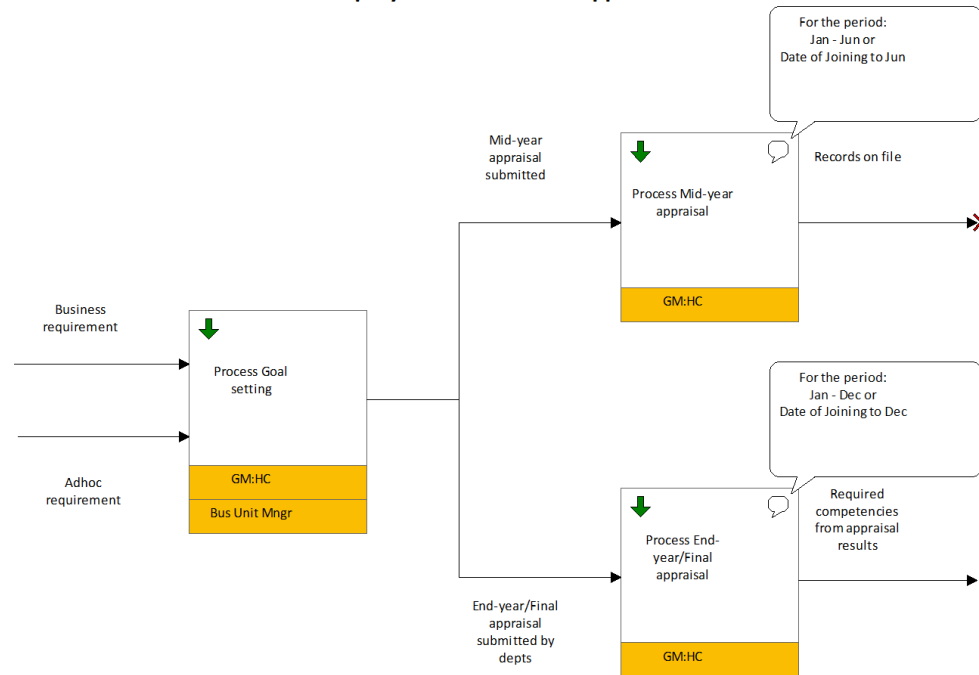 For the period:
Jan - Jun or
Date of Joining to Jun
Mid-year
appraisal
submitted
Records on file
Process Mid-year
appraisal
GM:HC
Business
requirement
Process Goal
setting
For the period:
Jan - Dec or
Date of Joining to Dec
GM:HC
Bus Unit Mngr
Adhoc
requirement
Required
competencies
from appraisal
results
Process End-
year/Final
appraisal
End-year/Final
appraisal
submitted by
depts
GM:HC